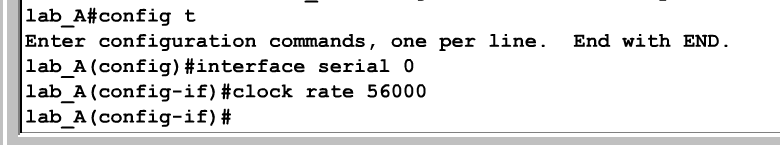 lab_A#config t
Enter configuration commands, one per line.  End with END.
lab_A(config)#interface serial 0
lab_A(config-if)#clock rate 56000
lab_A(config-if)#